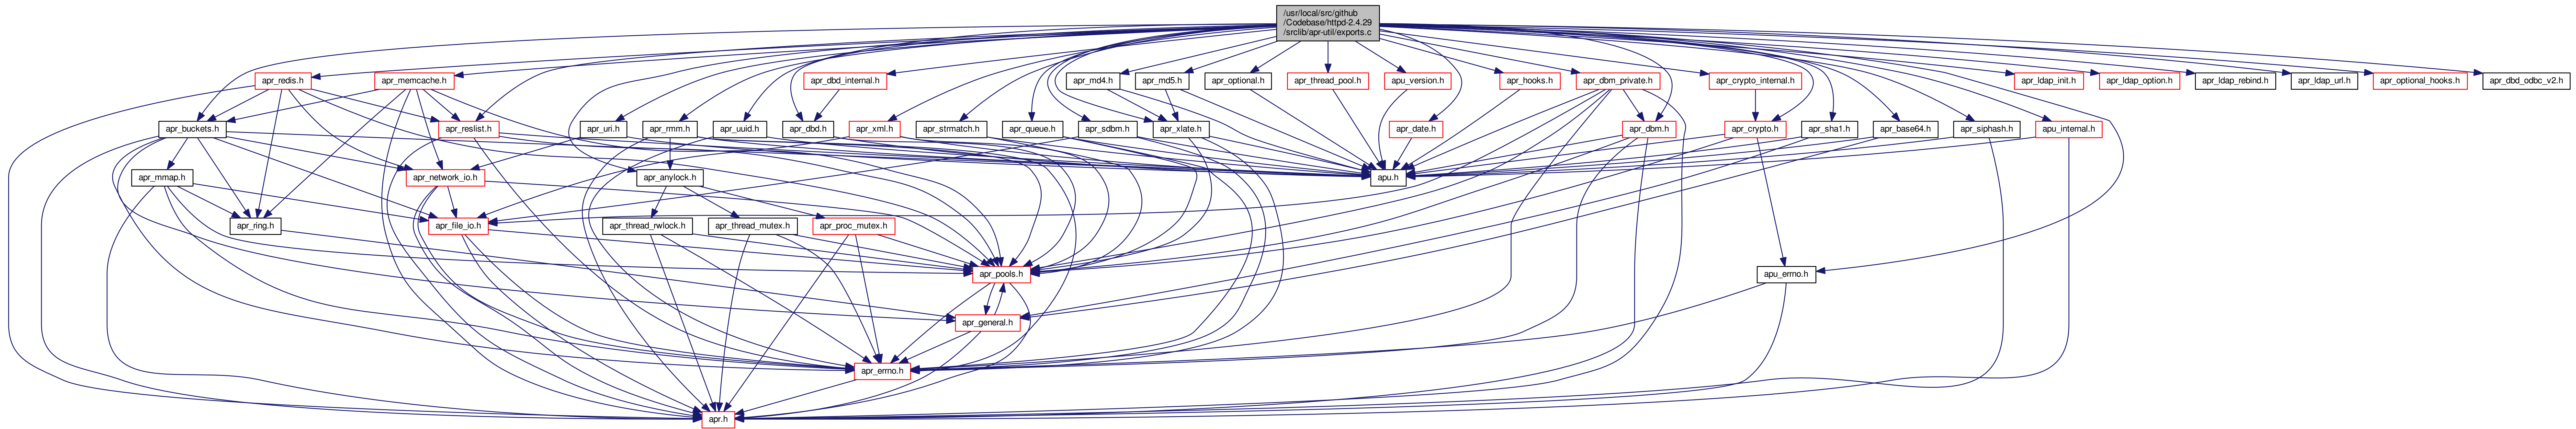 /usr/local/src/github
/Codebase/httpd-2.4.29
/srclib/apr-util/exports.c
apr_redis.h
apr_memcache.h
apr_dbd_internal.h
apr_md4.h
apr_md5.h
apr_optional.h
apr_thread_pool.h
apu_version.h
apr_hooks.h
apr_dbm_private.h
apr_crypto_internal.h
apr_ldap_init.h
apr_ldap_option.h
apr_ldap_rebind.h
apr_ldap_url.h
apr_optional_hooks.h
apr_dbd_odbc_v2.h
apr_buckets.h
apr_reslist.h
apr_uri.h
apr_rmm.h
apr_uuid.h
apr_dbd.h
apr_xml.h
apr_strmatch.h
apr_queue.h
apr_sdbm.h
apr_xlate.h
apr_date.h
apr_dbm.h
apr_crypto.h
apr_sha1.h
apr_base64.h
apr_siphash.h
apu_internal.h
apr_mmap.h
apr_network_io.h
apr_anylock.h
apu.h
apr_ring.h
apr_file_io.h
apr_thread_rwlock.h
apr_thread_mutex.h
apr_proc_mutex.h
apr_pools.h
apu_errno.h
apr_general.h
apr_errno.h
apr.h